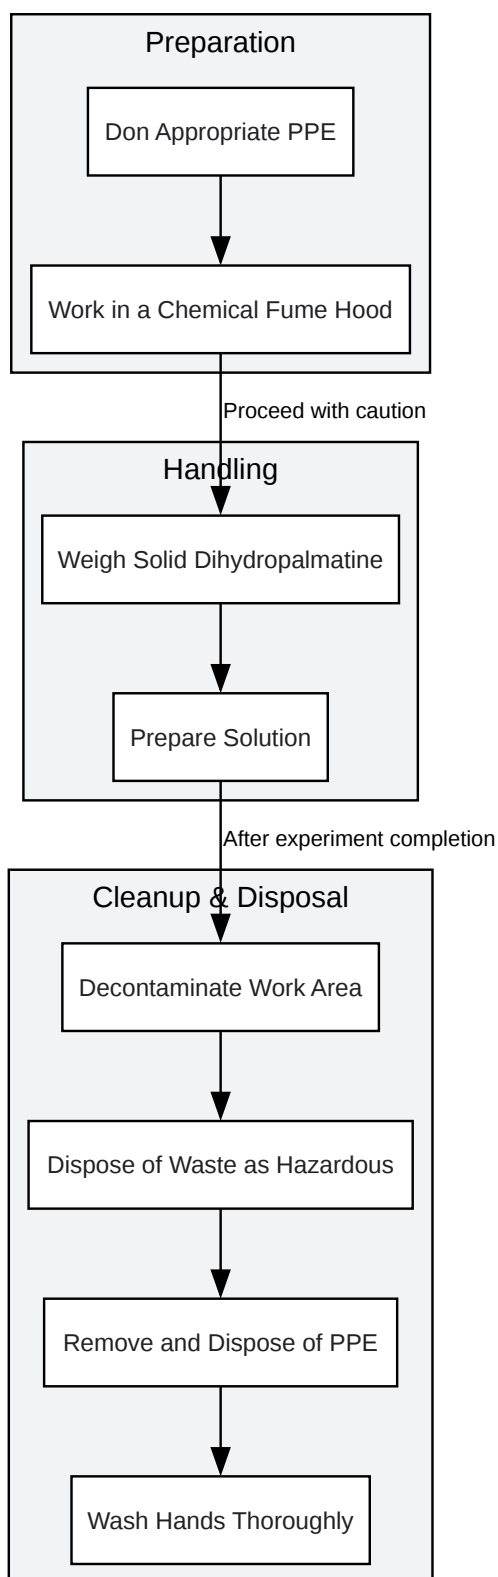 Preparation
Don Appropriate PPE
Work in a Chemical Fume Hood
Proceed with caution
Handling
Weigh Solid Dihydropalmatine
Prepare Solution
After experiment completion
Cleanup & Disposal
Decontaminate Work Area
Dispose of Waste as Hazardous
Remove and Dispose of PPE
Wash Hands Thoroughly